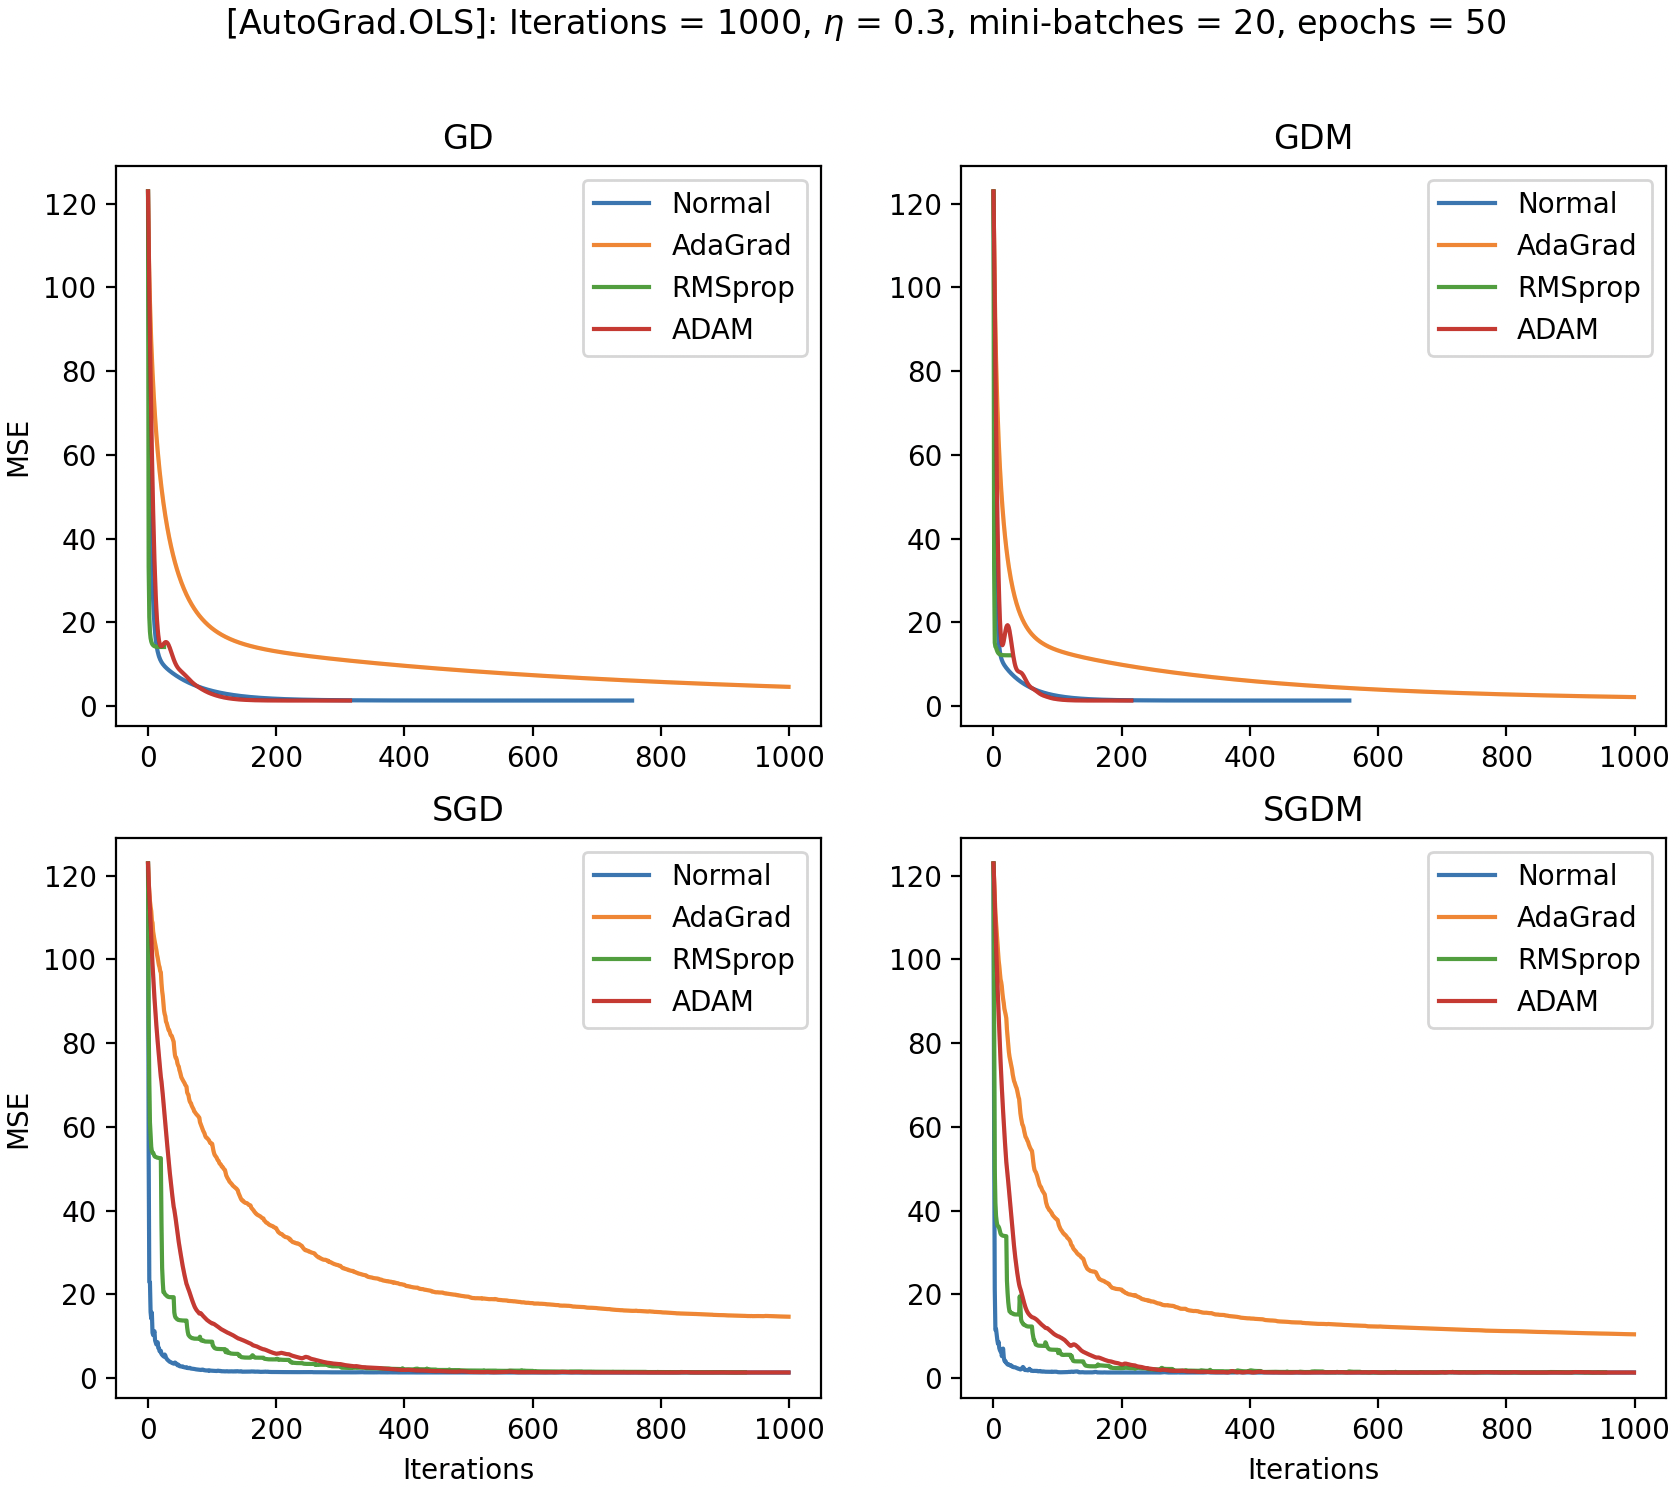 [AutoGrad.OLS]: Iterations = 1000, η = 0.3, mini-batches = 20, epochs = 50
GD
MSE
120
100
80
60
40
20
0
0 200 400 600 800 1000
Normal
AdaGrad
RMSprop
ADAM
GDM
120
100
80
60
40
20
0
0 200 400 600 800 1000
Normal
AdaGrad
RMSprop
ADAM
SGD
MSE
120
100
80
60
40
20
0
0 200 400 600 800 1000
Iterations
Normal
AdaGrad
RMSprop
ADAM
SGDM
120
100
80
60
40
20
0
0 200 400 600 800 1000
Iterations
Normal
AdaGrad
RMSprop
ADAM